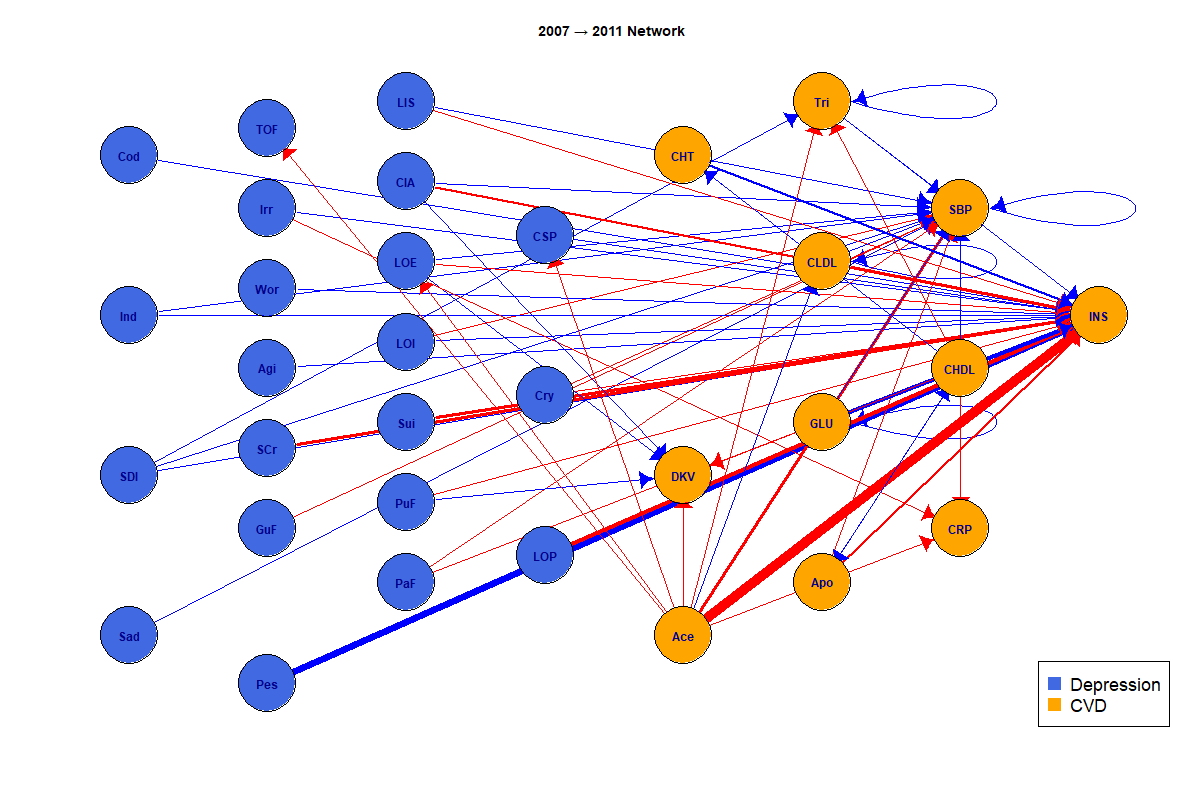 2007 → 2011 Network
LIS
Tri
TOF
Cod
CHT
CIA
Irr
SBP
CSP
LOE
CLDL
Wor
Ind
INS
LOI
Agi
CHDL
Cry
Sui
GLU
SCr
SDI
DKV
PuF
GuF
CRP
LOP
PaF
Apo
Sad
Ace
Pes
Depression
CVD